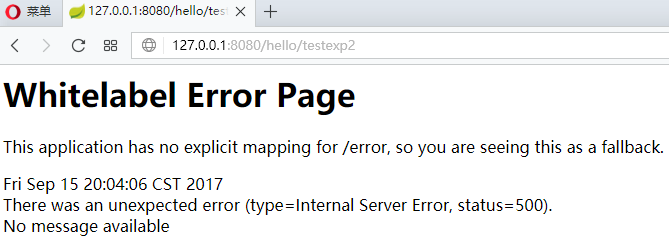 菜单
127.0.0.1:8080/hello/tes
127.0.0.1:8080/hello/testexp2
Whitelabel Error Page
This application has no explicit mapping for /error, so you are seeing this as a fallback.
Fri Sep 15 20:04:06 CST 2017
There was an unexpected error (type=Internal Server Error, status=500).
No message available